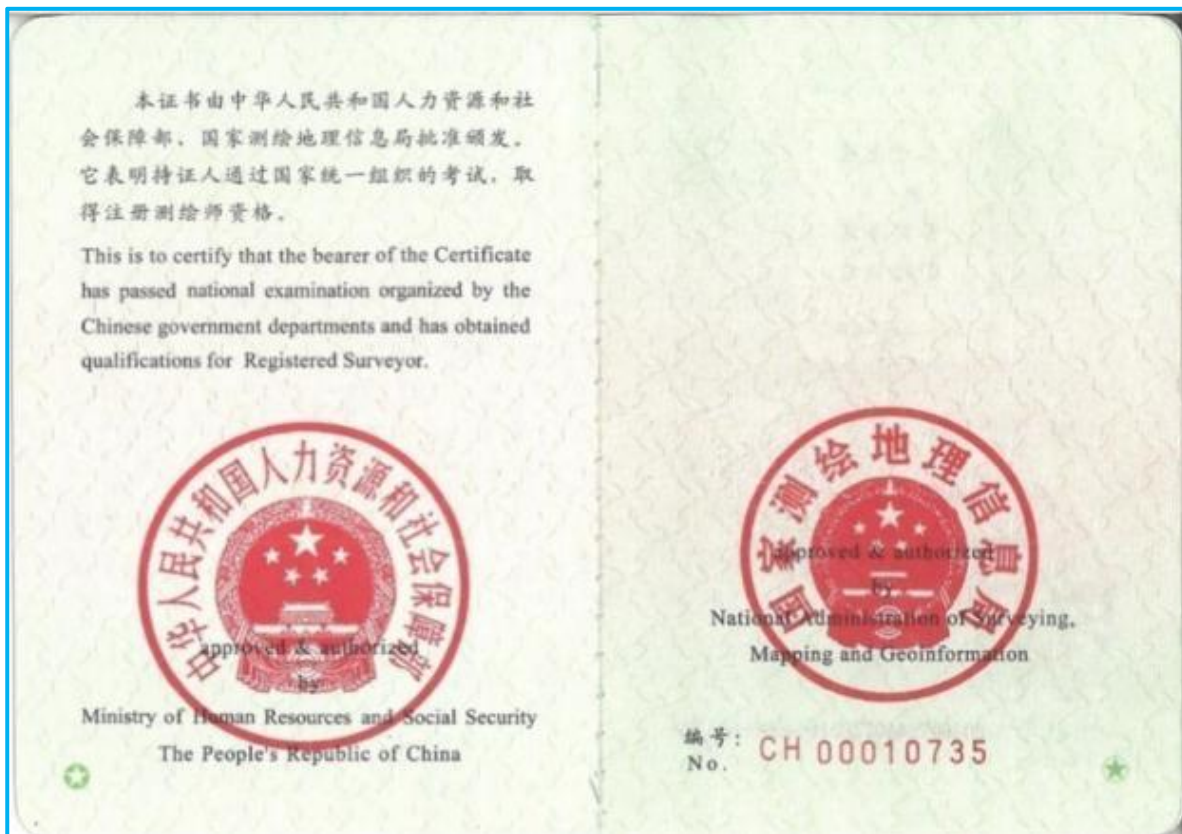 本证书由中华人民共和国人力资源和社
会保障部、国家测绘地理信息局批准颁发。
它表明持证人通过国家统一组织的考试，取
得注册测绘师资格。
This is to certify that the bearer of the Certificate
has passed national examination organized by the
Chinese government departments and has obtained
qualifications for Registered Surveyor.
中华人民共和国人力资源和社会保障部
approved & authorized
by
Ministry of Human Resources and Social Security
The People's Republic of China
国家测绘地理信息局
approved & authorized
by
National Administration of Surveying,
Mapping and Geoinformation
编号:
No.
CH 00010735